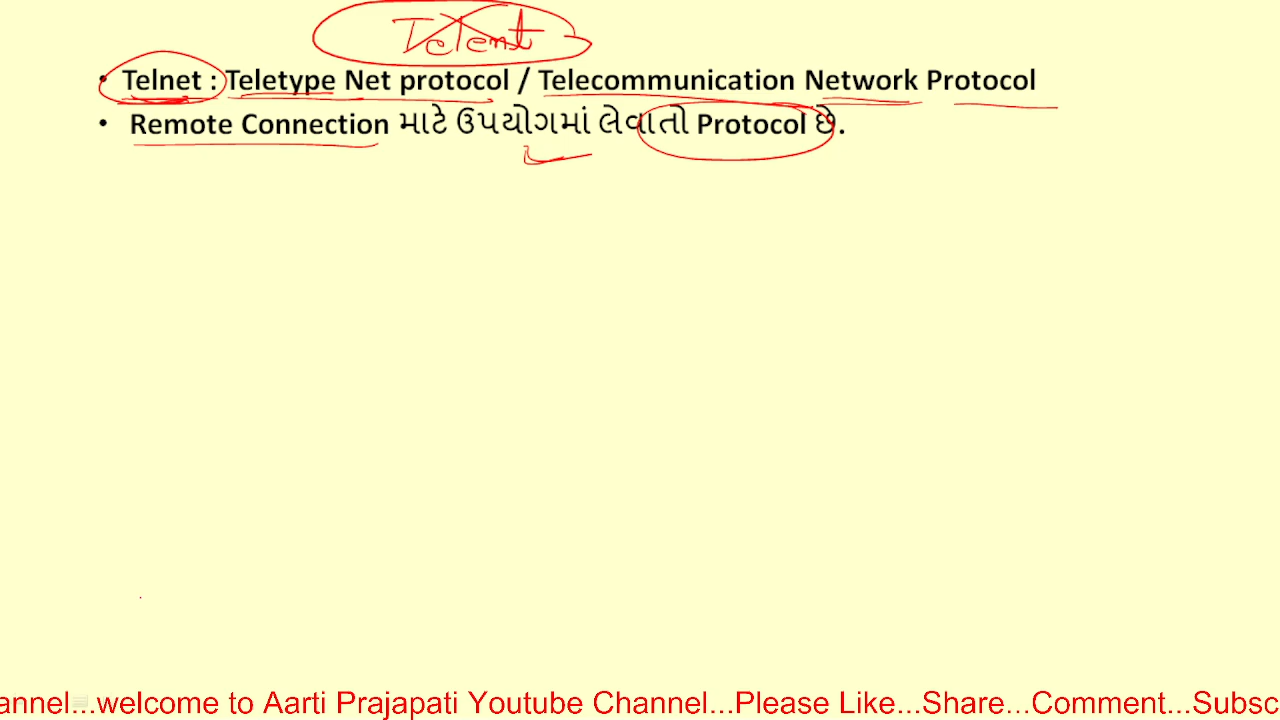 Telent
• Telnet : Teletype Net protocol / Telecommunication Network Protocol
• Remote Connection માટે ઉપયોગમાં લેવાતો Protocol છે.
annel...welcome to Aarti Prajapati Youtube Channel...Please Like...Share...Comment...Subsc